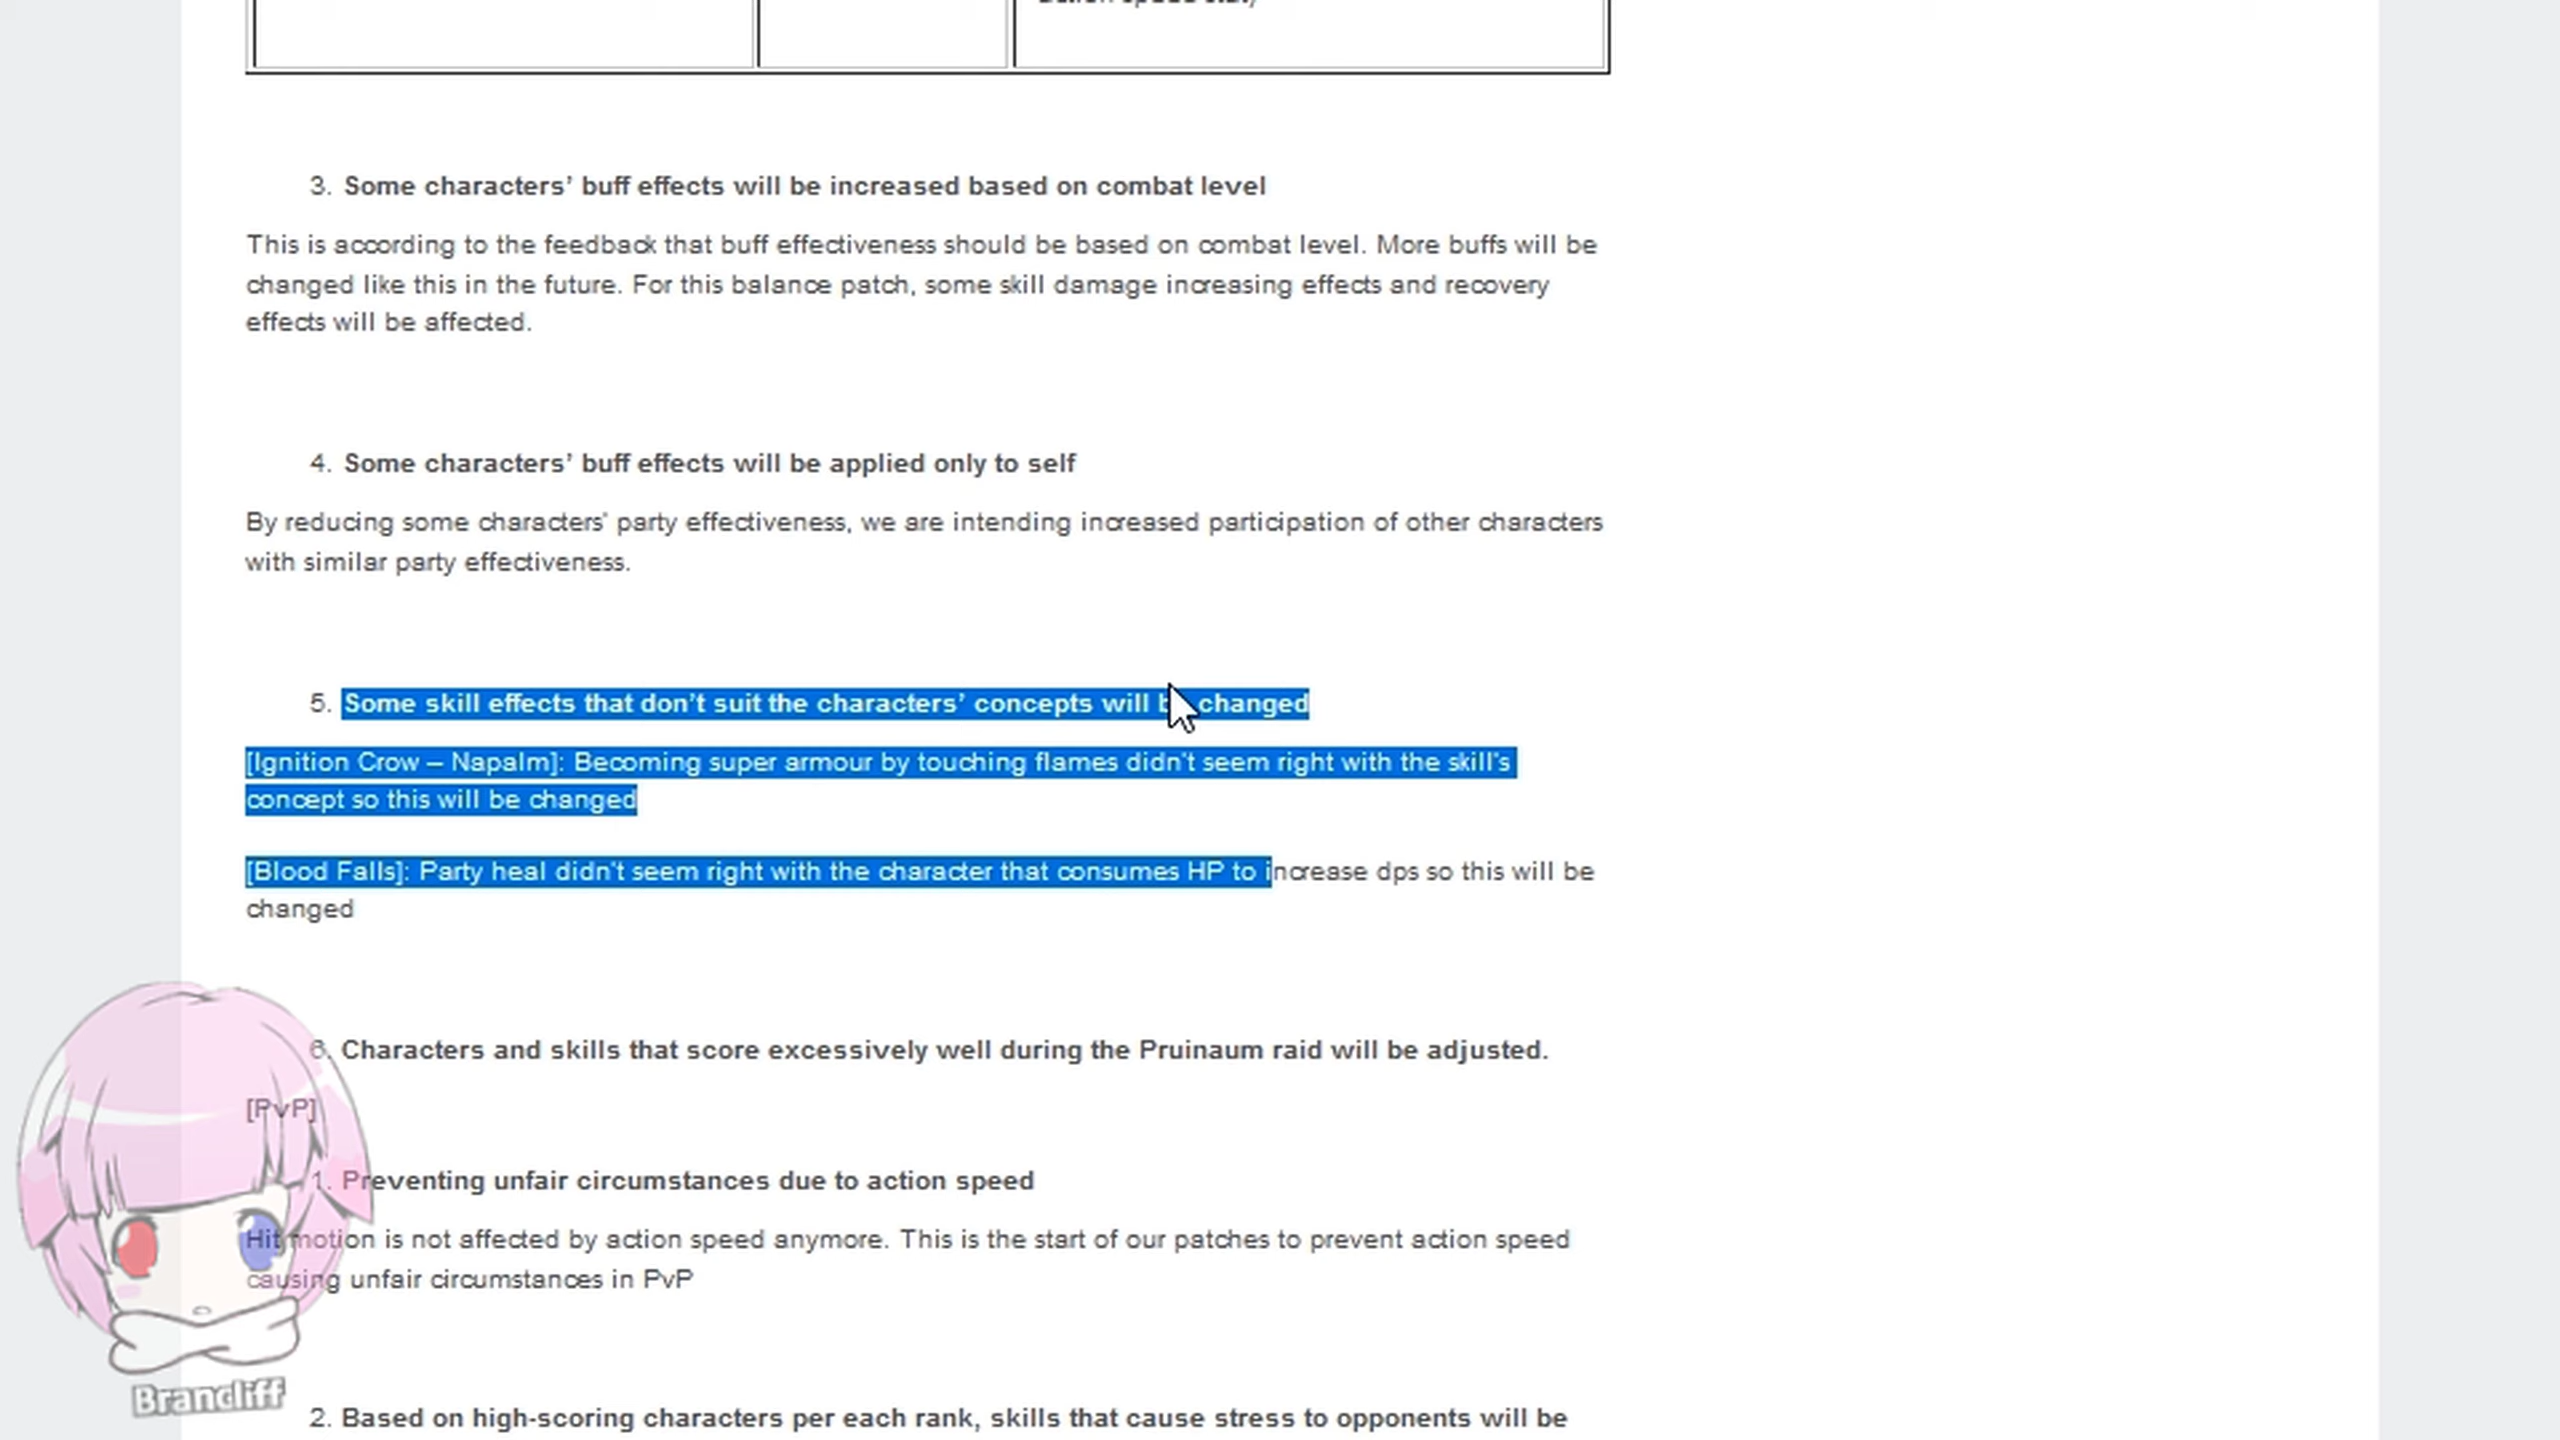 3. Some characters’ buff effects will be increased based on combat level
This is according to the feedback that buff effectiveness should be based on combat level. More buffs will be
changed like this in the future. For this balance patch, some skill damage increasing effects and recovery
effects will be affected.
4. Some characters’ buff effects will be applied only to self
By reducing some characters' party effectiveness, we are intending increased participation of other characters
with similar party effectiveness.
5. Some skill effects that don’t suit the characters’ concepts will be changed
[Ignition Crow – Napalm]: Becoming super armour by touching flames didn't seem right with the skill's
concept so this will be changed
[Blood Falls]: Party heal didn't seem right with the character that consumes HP to increase dps so this will be
changed
6. Characters and skills that score excessively well during the Pruinaum raid will be adjusted.
[PvP]
1. Preventing unfair circumstances due to action speed
Hit motion is not affected by action speed anymore. This is the start of our patches to prevent action speed
causing unfair circumstances in PvP
Brancliff
2. Based on high-scoring characters per each rank, skills that cause stress to opponents will be